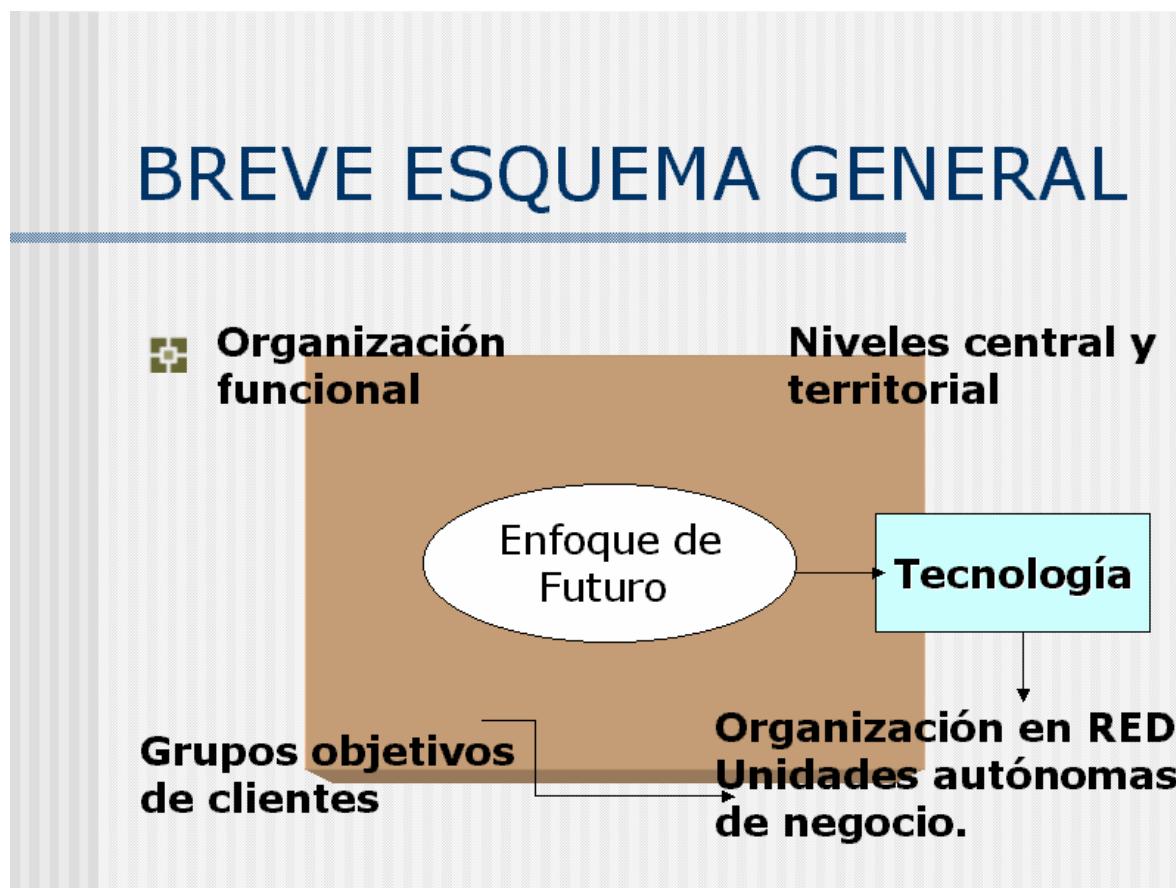 BREVE ESQUEMA GENERAL
Organización
funcional
Niveles central y
territorial
Enfoque de
Futuro
Tecnología
Grupos objetivos
de clientes
Organización en RED
Unidades autónomas
de negocio.